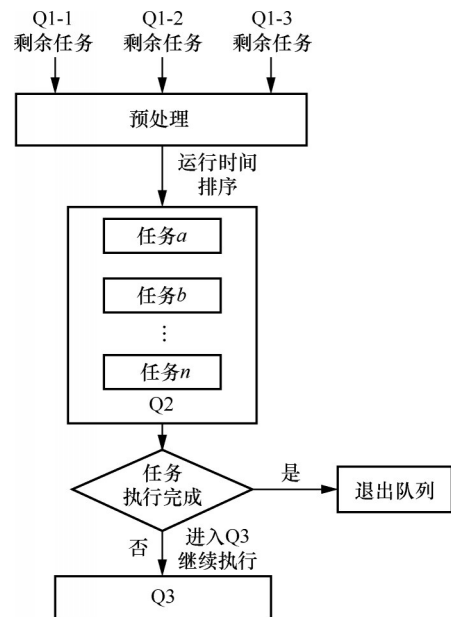 Q1-1 Q1-2 Q1-3
剩余任务 剩余任务 剩余任务
预处理
运行时间
排序
任务a
任务b
⋮
任务n
Q2
任务
执行完成
是
退出队列
否
进入Q3
继续执行
Q3